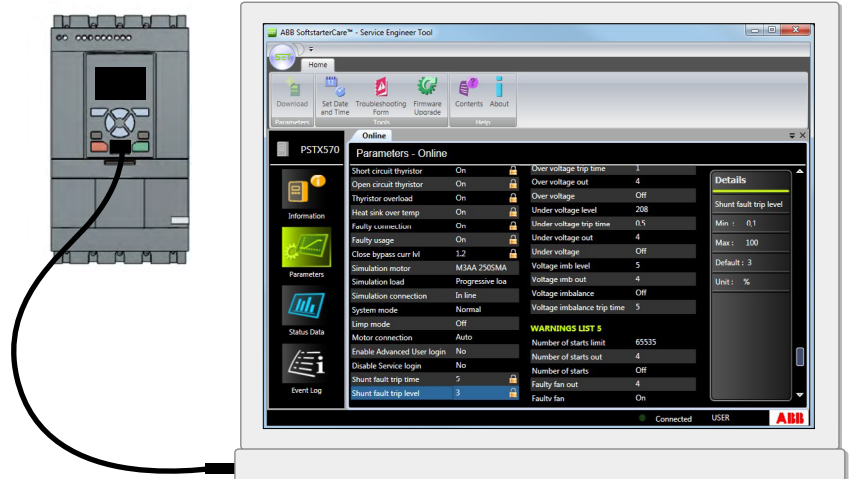 ABB SoftstarterCare™ - Service Engineer Tool
SET
Home
Download
Set Date and Time
Troubleshooting Form
Firmware Upgrade
Contents
About
Parameters
Tools
Help
Online
PSTX570
Parameters - Online
Information
Parameters
Status Data
Event Log
Short circuit thyristor On
Open circuit thyristor On
Thyristor overload On
Heat sink over temp On
Faulty connection On
Faulty usage On
Close bypass curr lvl 1.2
Simulation motor M3AA 250SMA
Simulation load Progressive loa
Simulation connection In line
System mode Normal
Limp mode Off
Motor connection Auto
Enable Advanced User login No
Disable Service login No
Shunt fault trip time 5
Shunt fault trip level 3
Over voltage trip time 1
Over voltage out 4
Over voltage Off
Under voltage level 208
Under voltage trip time 0.5
Under voltage out 4
Under voltage Off
Voltage imb level 5
Voltage imb out 4
Voltage imbalance Off
Voltage imbalance trip time 5
WARNINGS LIST 5
Number of starts limit 65535
Number of starts out 4
Number of starts Off
Faulty fan out 4
Faulty fan On
Details
Shunt fault trip level
Min : 0,1
Max : 100
Default : 3
Unit : %
Connected
USER
ABB